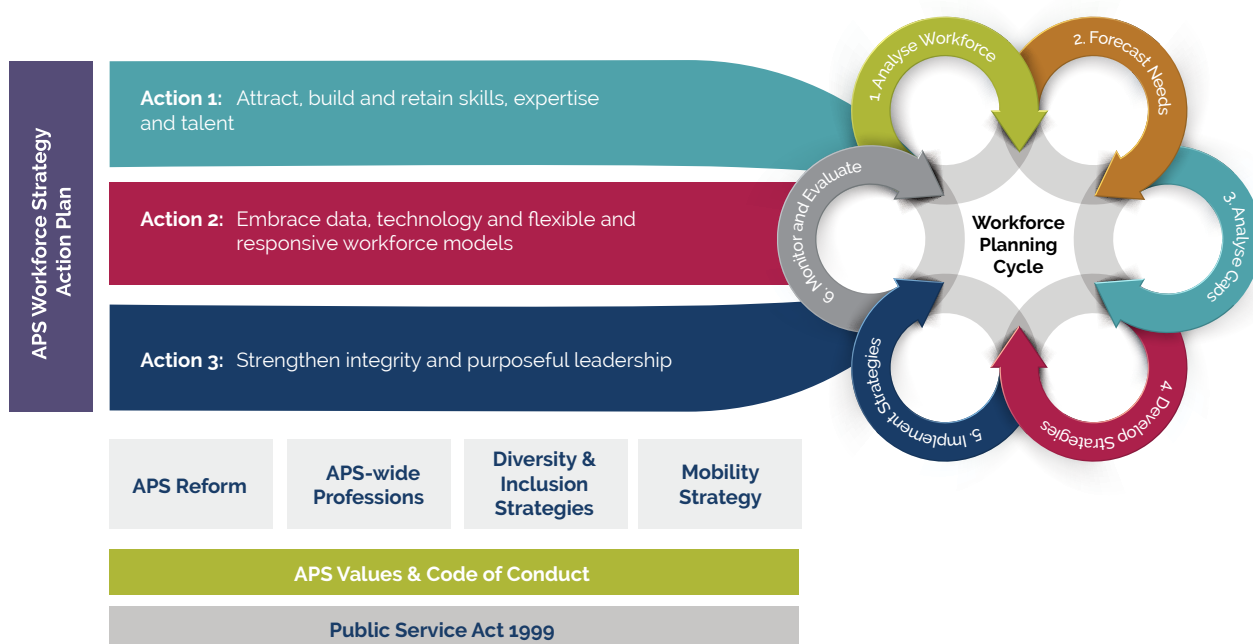 APS Workforce Strategy
Action Plan
Action 1: Attract, build and retain skills, expertise
and talent
Action 2: Embrace data, technology and flexible and
responsive workforce models
Action 3: Strengthen integrity and purposeful leadership
1. Analyse Workforce
2. Forecast Needs
3. Analyse Gaps
4. Develop Strategies
5. Implement Strategies
6. Monitor and Evaluate
Workforce
Planning
Cycle
APS Reform
APS-wide
Professions
Diversity &
Inclusion
Strategies
Mobility
Strategy
APS Values & Code of Conduct
Public Service Act 1999